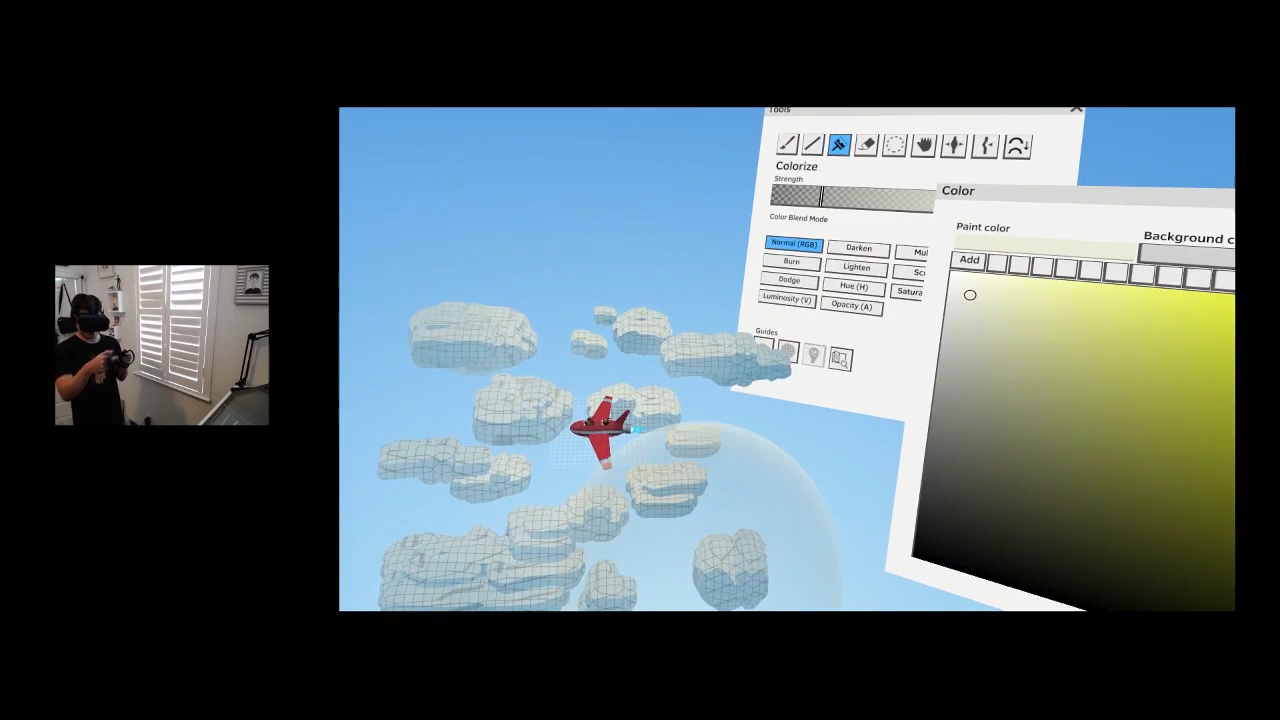 Tools
Colorize
Strength
Color Blend Mode
Normal (RGB)
Darken
Burn
Lighten
Dodge
Hue (H)
Luminosity (V)
Opacity (A)
Guides
Color
Paint color
Background c
Add